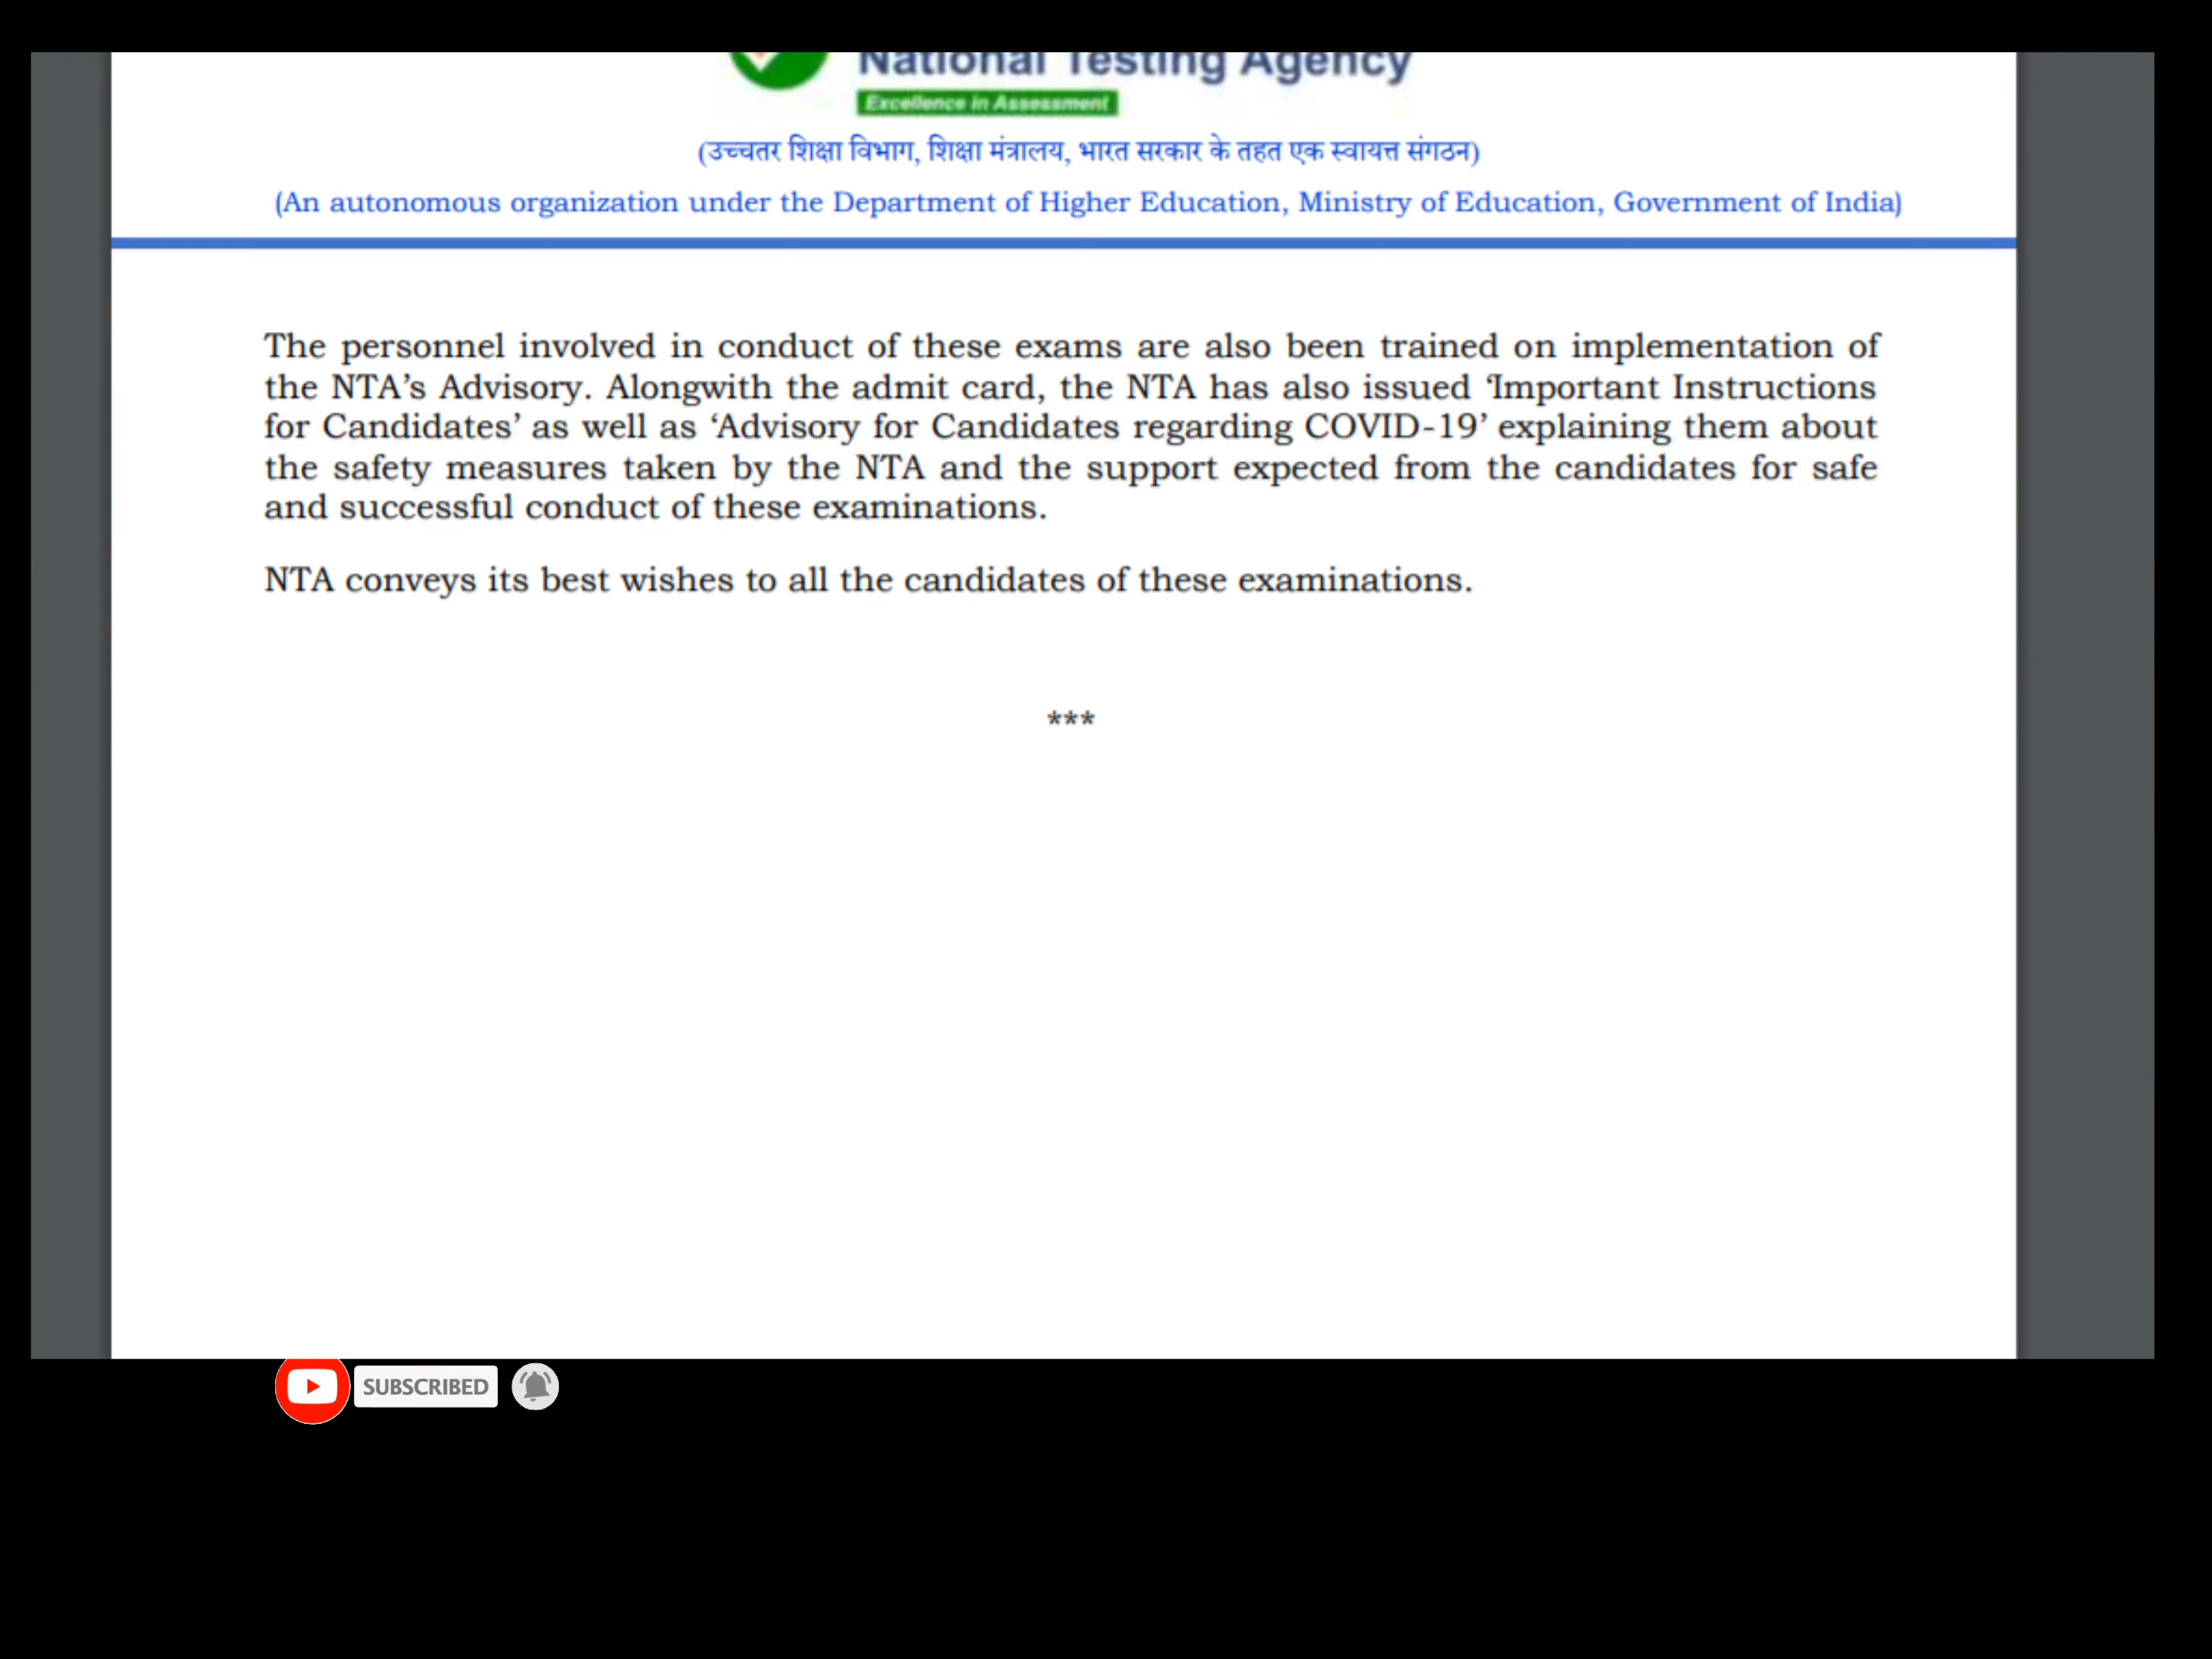 National Testing Agency
Excellence in Assessment
(उच्चतर शिक्षा विभाग, शिक्षा मंत्रालय, भारत सरकार के तहत एक स्वायत्त संगठन)
(An autonomous organization under the Department of Higher Education, Ministry of Education, Government of India)
The personnel involved in conduct of these exams are also been trained on implementation of
the NTA’s Advisory. Alongwith the admit card, the NTA has also issued ‘Important Instructions
for Candidates’ as well as ‘Advisory for Candidates regarding COVID-19’ explaining them about
the safety measures taken by the NTA and the support expected from the candidates for safe
and successful conduct of these examinations.
NTA conveys its best wishes to all the candidates of these examinations.
***
SUBSCRIBED